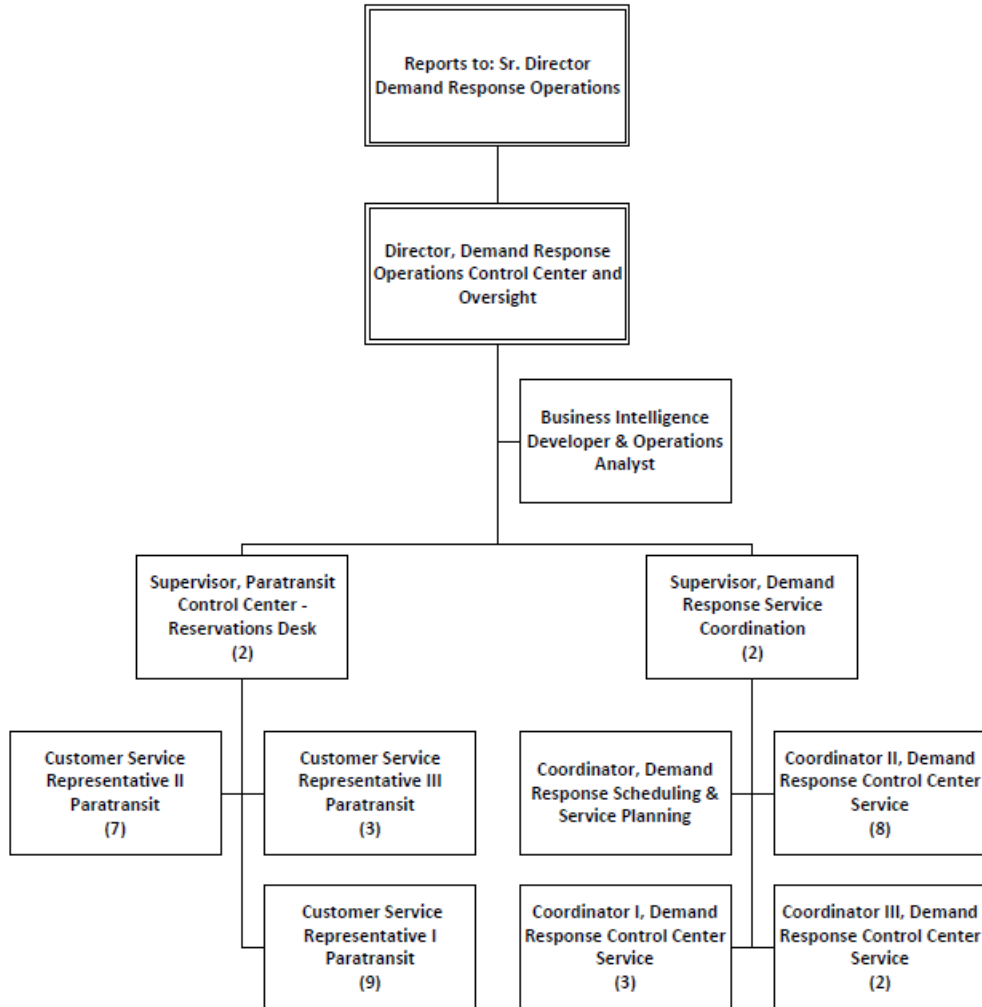 Reports to: Sr. Director
Demand Response Operations
Director, Demand Response
Operations Control Center and
Oversight
Business Intelligence
Developer & Operations
Analyst
Supervisor, Paratransit
Control Center -
Reservations Desk
(2)
Supervisor, Demand
Response Service
Coordination
(2)
Customer Service
Representative II
Paratransit
(7)
Customer Service
Representative III
Paratransit
(3)
Coordinator, Demand
Response Scheduling &
Service Planning
Coordinator II, Demand
Response Control Center
Service
(8)
Customer Service
Representative I
Paratransit
(9)
Coordinator I, Demand
Response Control Center
Service
(3)
Coordinator III, Demand
Response Control Center
Service
(2)